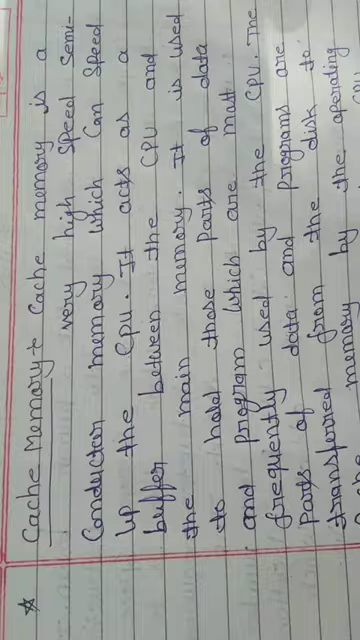 ☆ Cache Memory → Cache memory is a
very high speed semi-
Conductor memory which can speed
up the CPU. It acts as a
buffer between the CPU and
the main memory. It is used
to hold those parts of data
and program which are most
frequently used by the CPU. The
parts of data and programs are
transferred from the disk to
memory by the operating